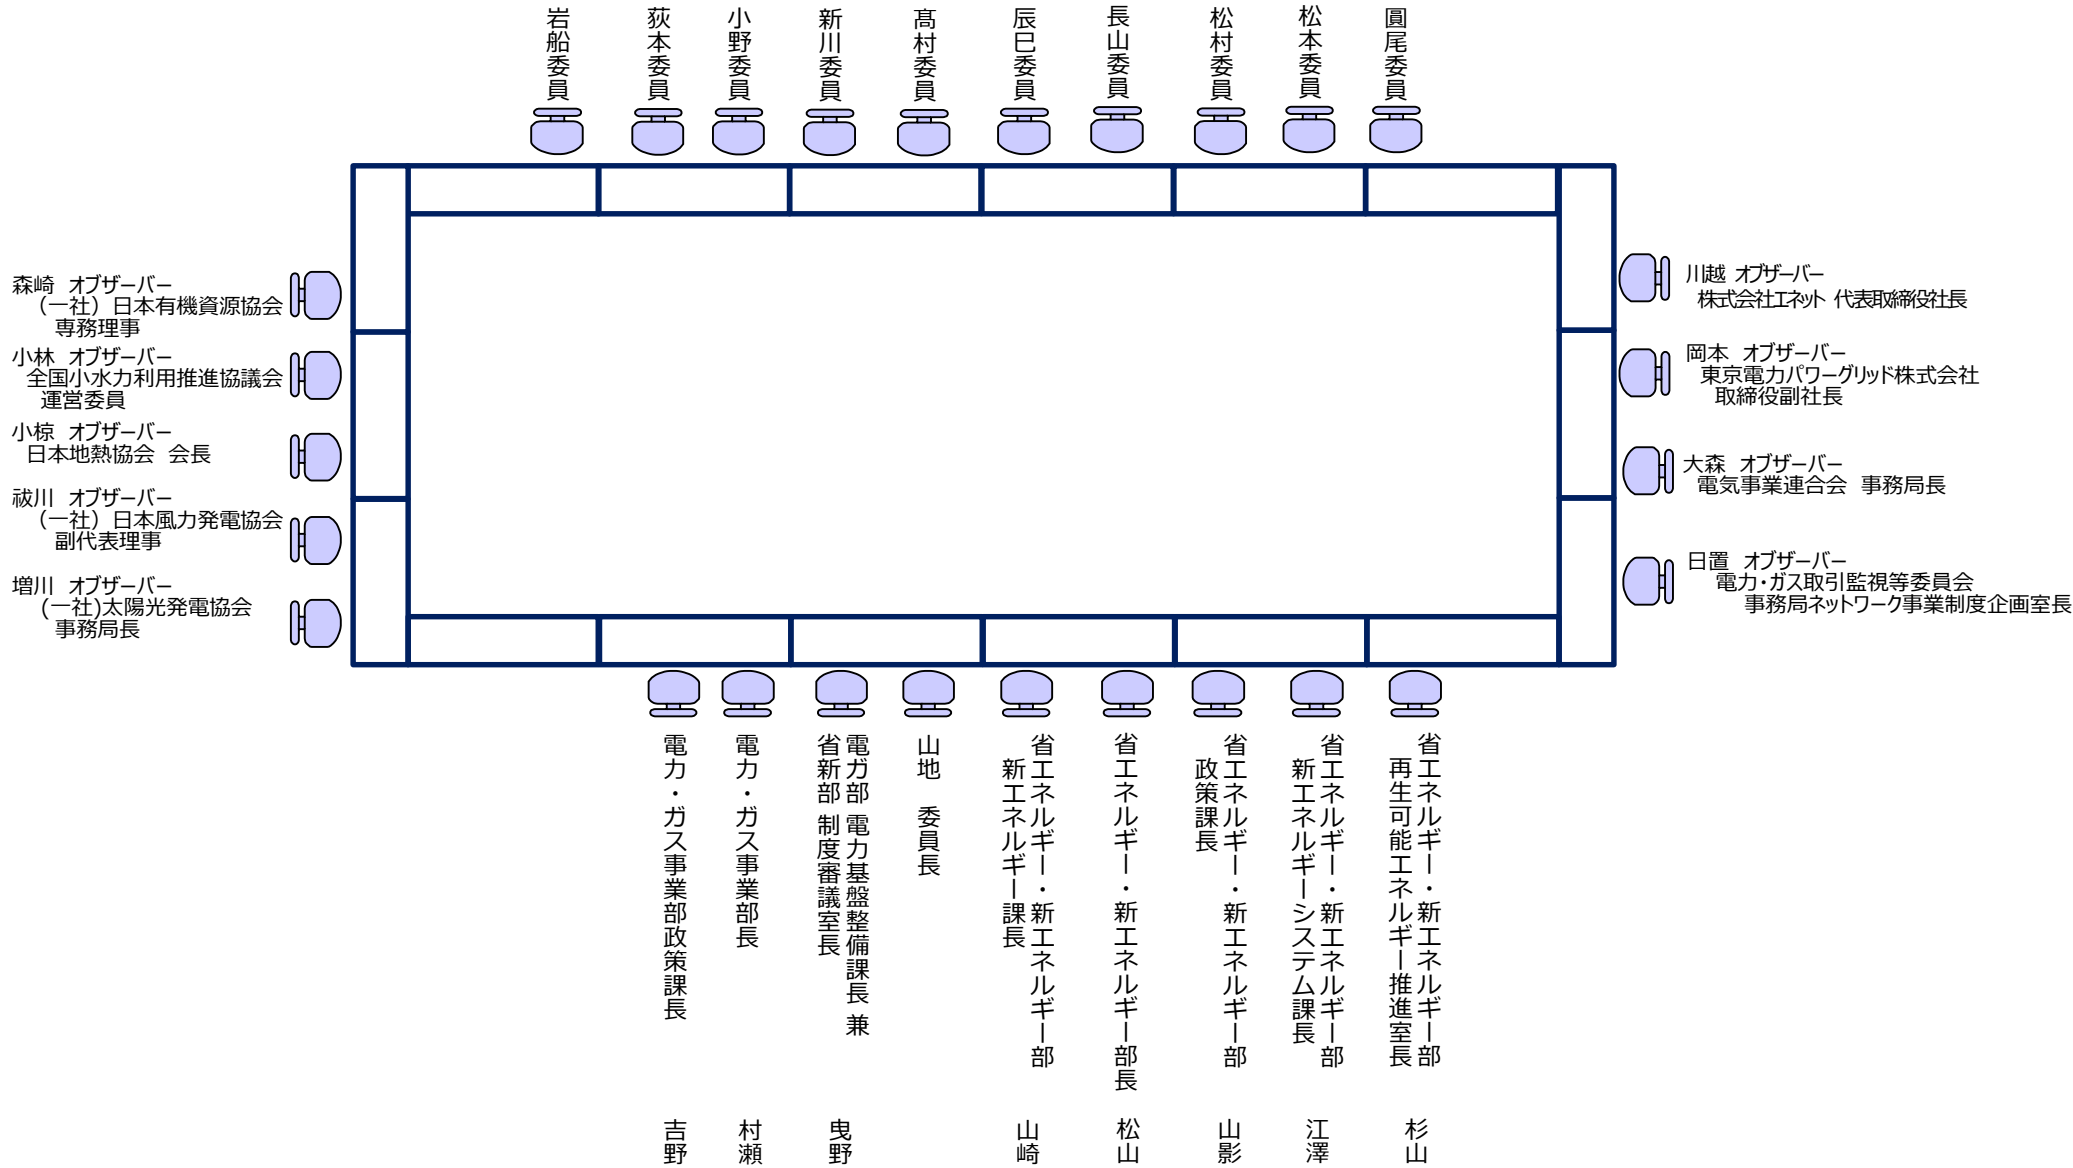 岩船委員
荻本委員
小野委員
新川委員
髙村委員
辰巳委員
長山委員
松村委員
松本委員
圓尾委員
森崎 オブザーバー
（一社）日本有機資源協会
専務理事
小林 オブザーバー
全国小水力利用推進協議会
運営委員
小椋 オブザーバー
日本地熱協会 会長
祓川 オブザーバー
（一社）日本風力発電協会
副代表理事
増川 オブザーバー
(一社)太陽光発電協会
事務局長
川越 オブザーバー
株式会社エネット 代表取締役社長
岡本 オブザーバー
東京電力パワーグリッド株式会社
取締役副社長
大森 オブザーバー
電気事業連合会 事務局長
日置 オブザーバー
電力・ガス取引監視等委員会
事務局ネットワーク事業制度企画室長
電力・ガス事業部政策課長
吉野
電力・ガス事業部長
村瀬
電ガ部 電力基盤整備課長 兼
省新部 制度審議室長
曳野
山地 委員長
省エネルギー・新エネルギー部
新エネルギー課長
山崎
省エネルギー・新エネルギー部長
松山
省エネルギー・新エネルギー部
政策課長
山影
省エネルギー・新エネルギー部
新エネルギーシステム課長
江澤
省エネルギー・新エネルギー部
再生可能エネルギー推進室長
杉山